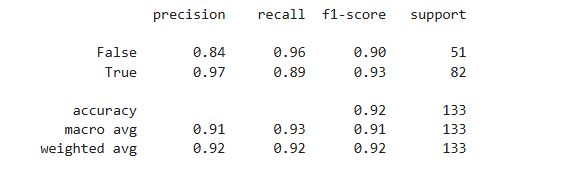 precision recall f1-score support
False 0.84 0.96 0.90 51
True 0.97 0.89 0.93 82
accuracy 0.92 133
macro avg 0.91 0.93 0.91 133
weighted avg 0.92 0.92 0.92 133